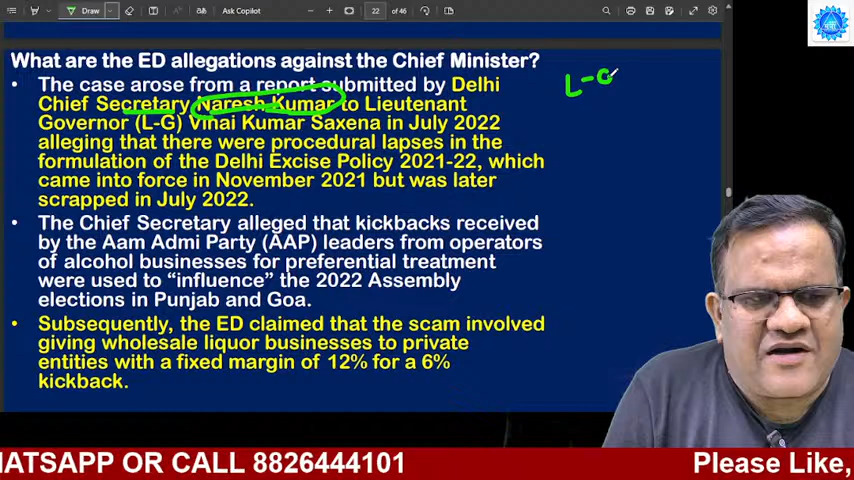 Ask Copilot
Draw
22 of 46
What are the ED allegations against the Chief Minister?
• The case arose from a report submitted by Delhi
Chief Secretary Naresh Kumar to Lieutenant
Governor (L-G) Vinai Kumar Saxena in July 2022
alleging that there were procedural lapses in the
formulation of the Delhi Excise Policy 2021-22, which
came into force in November 2021 but was later
scrapped in July 2022.
L-G
• The Chief Secretary alleged that kickbacks received
by the Aam Admi Party (AAP) leaders from operators
of alcohol businesses for preferential treatment
were used to “influence” the 2022 Assembly
elections in Punjab and Goa.
• Subsequently, the ED claimed that the scam involved
giving wholesale liquor businesses to private
entities with a fixed margin of 12% for a 6%
kickback.
HATSAPP OR CALL 8826444101
Please Like,